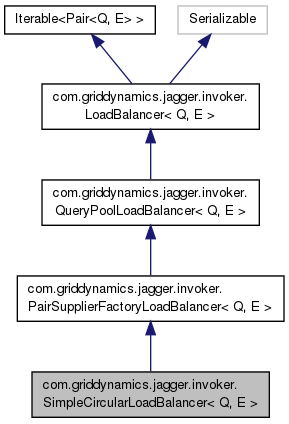 Iterable<Pair<Q, E> >
Serializable
com.griddynamics.jagger.invoker.
LoadBalancer< Q, E >
com.griddynamics.jagger.invoker.
QueryPoolLoadBalancer< Q, E >
com.griddynamics.jagger.invoker.
PairSupplierFactoryLoadBalancer< Q, E >
com.griddynamics.jagger.invoker.
SimpleCircularLoadBalancer< Q, E >